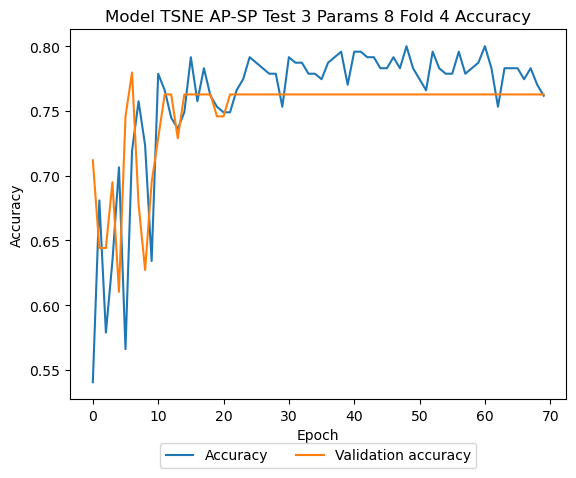 Model TSNE AP-SP Test 3 Params 8 Fold 4 Accuracy
0.80
0.75
0.70
0.65
0.60
0.55
Accuracy
0 10 20 30 40 50 60 70
Epoch
Accuracy Validation accuracy